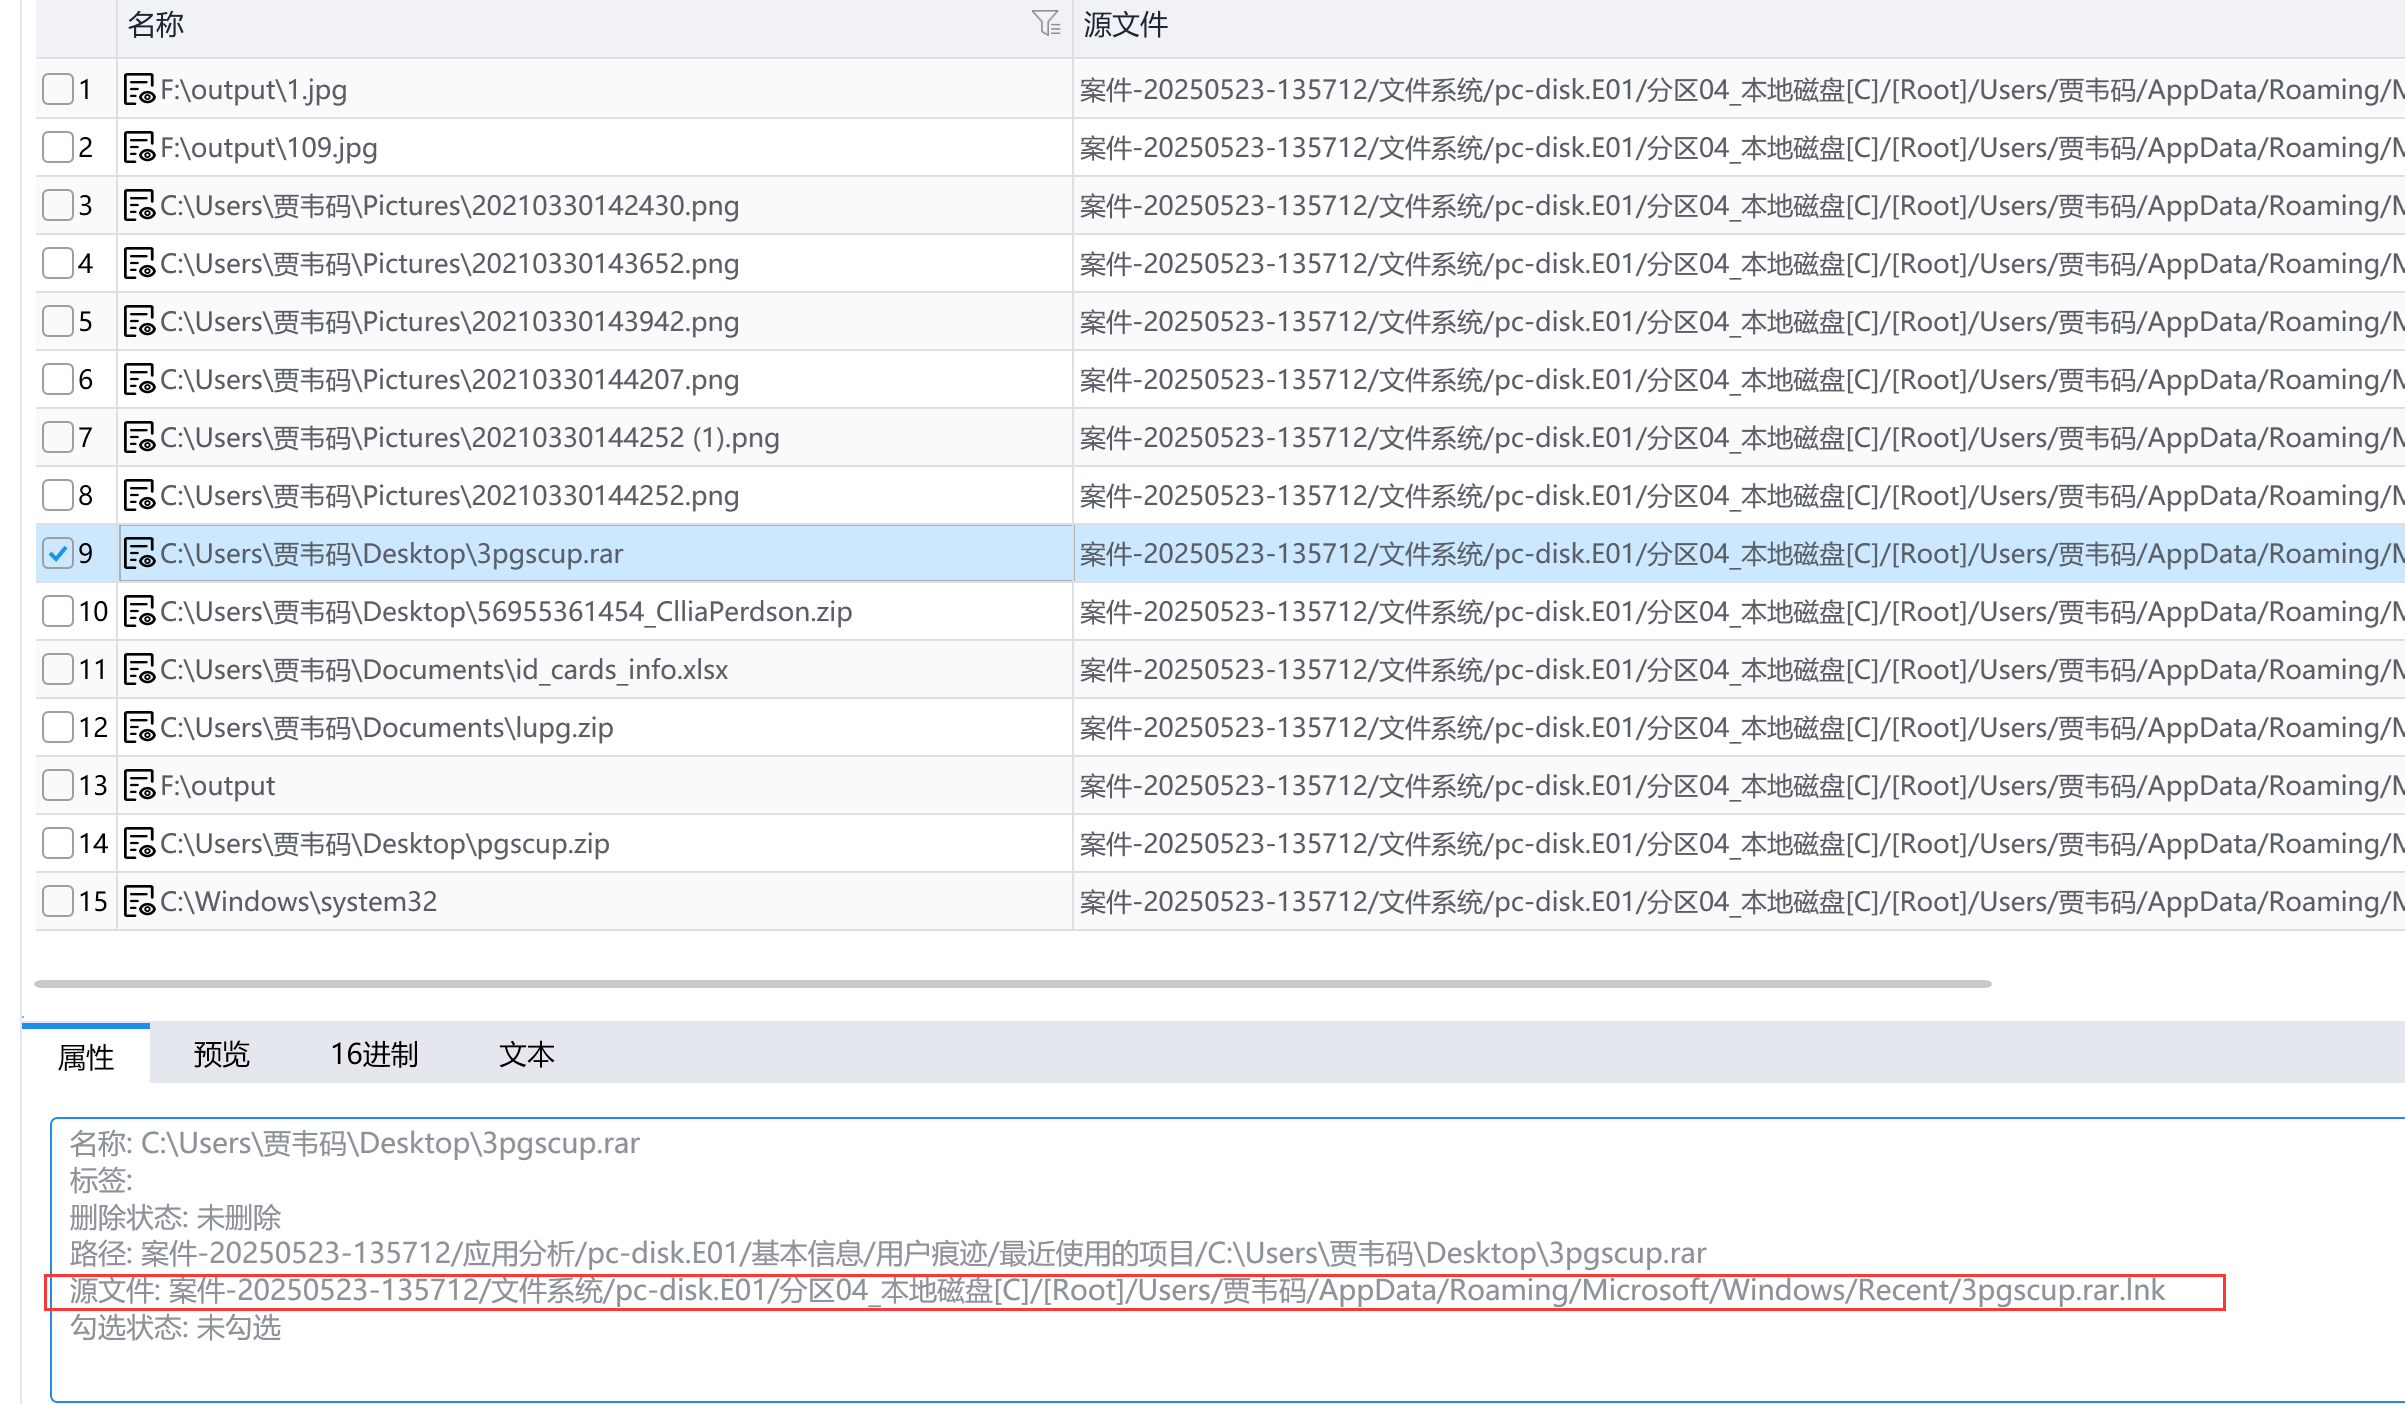 名称 源文件
1 F:\output\1.jpg 案件-20250523-135712/文件系统/pc-disk.E01/分区04_本地磁盘[C]/[Root]/Users/贾韦码/AppData/Roaming/M
2 F:\output\109.jpg 案件-20250523-135712/文件系统/pc-disk.E01/分区04_本地磁盘[C]/[Root]/Users/贾韦码/AppData/Roaming/M
3 C:\Users\贾韦码\Pictures\20210330142430.png 案件-20250523-135712/文件系统/pc-disk.E01/分区04_本地磁盘[C]/[Root]/Users/贾韦码/AppData/Roaming/M
4 C:\Users\贾韦码\Pictures\20210330143652.png 案件-20250523-135712/文件系统/pc-disk.E01/分区04_本地磁盘[C]/[Root]/Users/贾韦码/AppData/Roaming/M
5 C:\Users\贾韦码\Pictures\20210330143942.png 案件-20250523-135712/文件系统/pc-disk.E01/分区04_本地磁盘[C]/[Root]/Users/贾韦码/AppData/Roaming/M
6 C:\Users\贾韦码\Pictures\20210330144207.png 案件-20250523-135712/文件系统/pc-disk.E01/分区04_本地磁盘[C]/[Root]/Users/贾韦码/AppData/Roaming/M
7 C:\Users\贾韦码\Pictures\20210330144252 (1).png 案件-20250523-135712/文件系统/pc-disk.E01/分区04_本地磁盘[C]/[Root]/Users/贾韦码/AppData/Roaming/M
8 C:\Users\贾韦码\Pictures\20210330144252.png 案件-20250523-135712/文件系统/pc-disk.E01/分区04_本地磁盘[C]/[Root]/Users/贾韦码/AppData/Roaming/M
9 C:\Users\贾韦码\Desktop\3pgscup.rar 案件-20250523-135712/文件系统/pc-disk.E01/分区04_本地磁盘[C]/[Root]/Users/贾韦码/AppData/Roaming/M
10 C:\Users\贾韦码\Desktop\56955361454_ClliaPerdson.zip 案件-20250523-135712/文件系统/pc-disk.E01/分区04_本地磁盘[C]/[Root]/Users/贾韦码/AppData/Roaming/M
11 C:\Users\贾韦码\Documents\id_cards_info.xlsx 案件-20250523-135712/文件系统/pc-disk.E01/分区04_本地磁盘[C]/[Root]/Users/贾韦码/AppData/Roaming/M
12 C:\Users\贾韦码\Documents\lupg.zip 案件-20250523-135712/文件系统/pc-disk.E01/分区04_本地磁盘[C]/[Root]/Users/贾韦码/AppData/Roaming/M
13 F:\output 案件-20250523-135712/文件系统/pc-disk.E01/分区04_本地磁盘[C]/[Root]/Users/贾韦码/AppData/Roaming/M
14 C:\Users\贾韦码\Desktop\pgscup.zip 案件-20250523-135712/文件系统/pc-disk.E01/分区04_本地磁盘[C]/[Root]/Users/贾韦码/AppData/Roaming/M
15 C:\Windows\system32 案件-20250523-135712/文件系统/pc-disk.E01/分区04_本地磁盘[C]/[Root]/Users/贾韦码/AppData/Roaming/M
属性 预览 16进制 文本
名称: C:\Users\贾韦码\Desktop\3pgscup.rar
标签:
删除状态: 未删除
路径: 案件-20250523-135712/应用分析/pc-disk.E01/基本信息/用户痕迹/最近使用的项目/C:\Users\贾韦码\Desktop\3pgscup.rar
源文件: 案件-20250523-135712/文件系统/pc-disk.E01/分区04_本地磁盘[C]/[Root]/Users/贾韦码/AppData/Roaming/Microsoft/Windows/Recent/3pgscup.rar.lnk
勾选状态: 未勾选